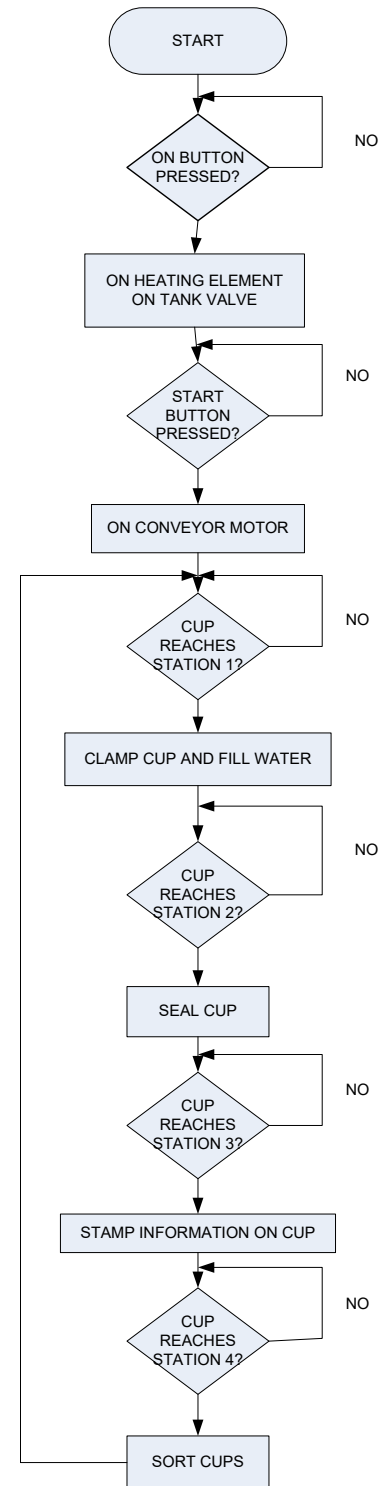 START
NO
ON BUTTON
PRESSED?
ON HEATING ELEMENT
ON TANK VALVE
NO
START
BUTTON
PRESSED?
ON CONVEYOR MOTOR
NO
CUP
REACHES
STATION 1?
CLAMP CUP AND FILL WATER
NO
CUP
REACHES
STATION 2?
SEAL CUP
NO
CUP
REACHES
STATION 3?
STAMP INFORMATION ON CUP
NO
CUP
REACHES
STATION 4?
SORT CUPS